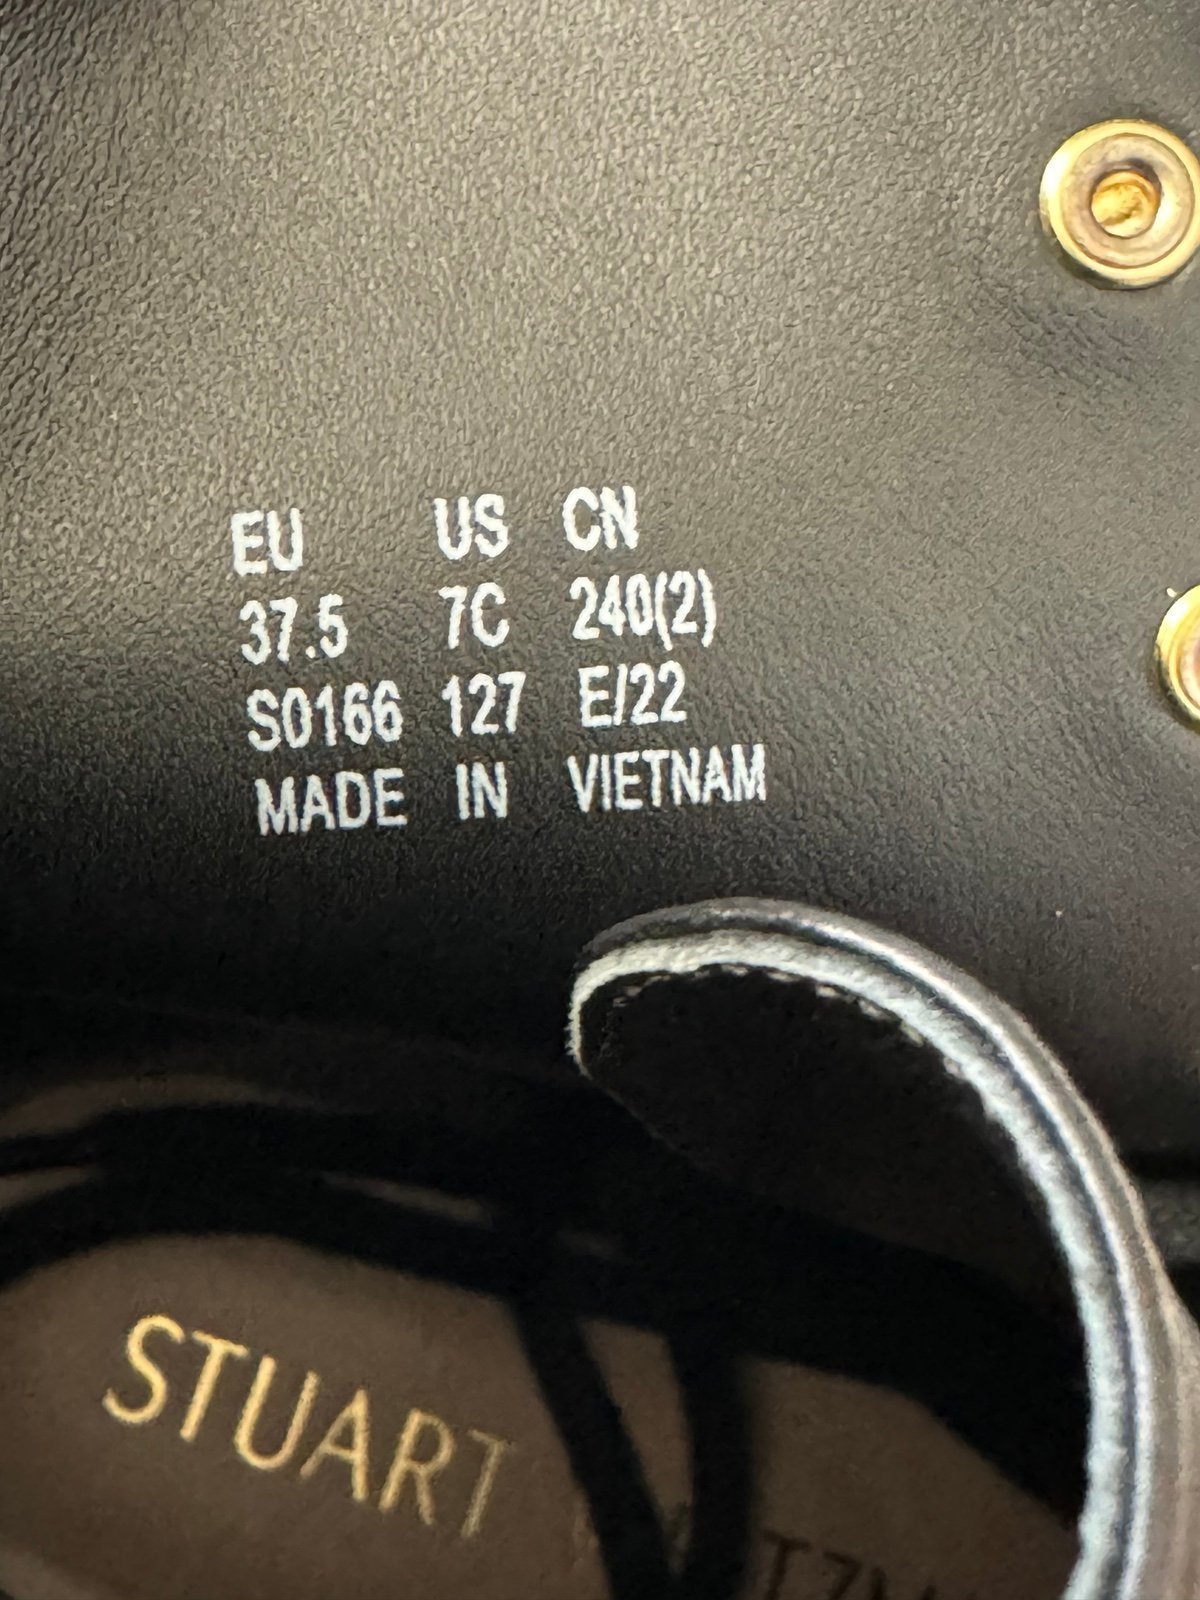 EU US CN
37.5 7C 240(2)
S0166 127 E/22
MADE IN VIETNAM
STUART